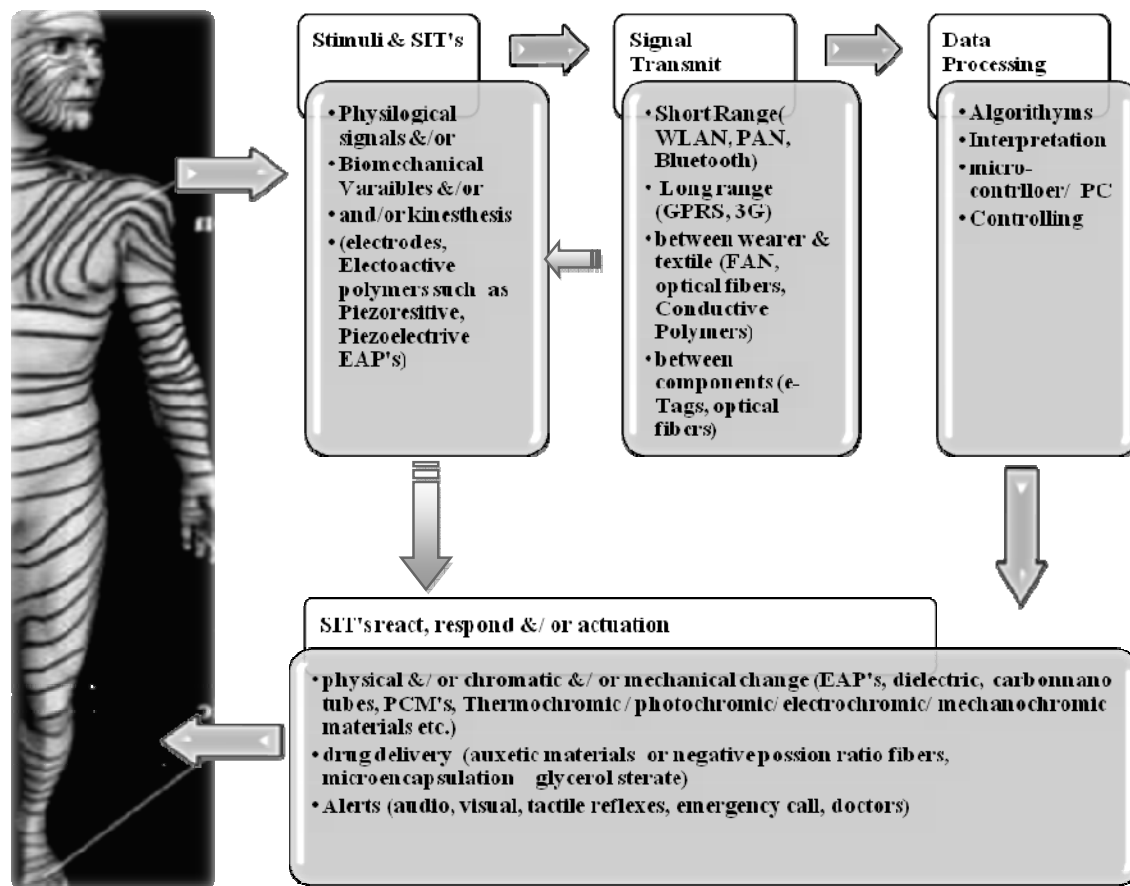 Stimuli & SIT's
• Physilogical
signals &/or
• Biomechanical
Varaibles &/or
• and/or kinesthesis
• (electrodes,
Electoactive
polymers such as
Piezoresitive,
Piezoelectrive
EAP's)
Signal
Transmit
• Short Range(
WLAN, PAN,
Bluetooth)
• Long range
(GPRS, 3G)
• between wearer &
textile (FAN,
optical fibers,
Conductive
Polymers)
• between
components (e-
Tags, optical
fibers)
Data
Processing
• Algorithyms
• Interpretation
• micro-
contrlloer/ PC
• Controlling
SIT's react, respond &/ or actuation
• physical &/ or chromatic &/ or mechanical change (EAP's, dielectric, carbonnano
tubes, PCM's, Thermochromic/ photochromic/ electrochromic/ mechanochromic
materials etc.)
• drug delivery (auxetic materials or negative possion ratio fibers,
microencapsulation glycerol sterate)
• Alerts (audio, visual, tactile reflexes, emergency call, doctors)